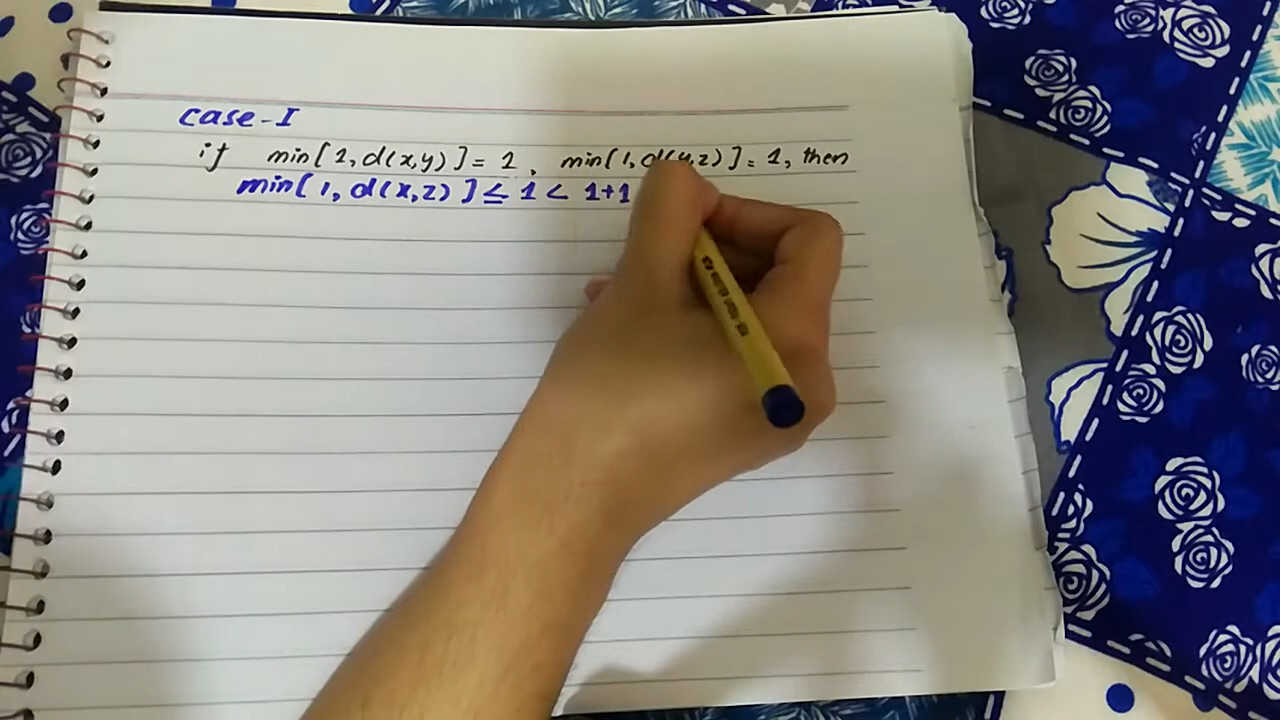 case-I
if min[1, d(x,y)] = 1, min[1, d(y,z)] = 1, then
min[1, d(x,z)] ≤ 1 < 1+1